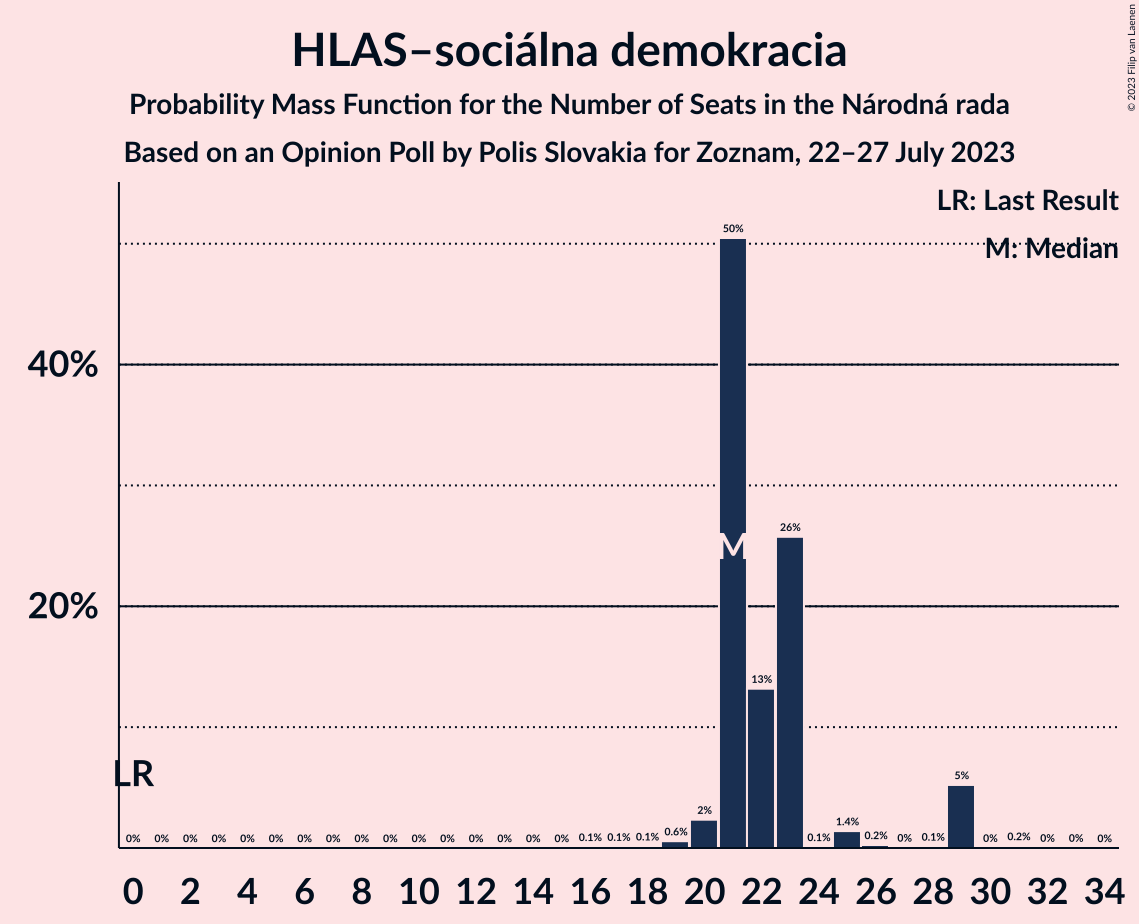 HLAS–sociálna demokracia
Probability Mass Function for the Number of Seats in the Národná rada
Based on an Opinion Poll by Polis Slovakia for Zoznam, 22–27 July 2023
© 2023 Filip van Laenen
LR: Last Result
M: Median
50%
40%
26%
M
20%
13%
LR
0% 0% 0% 0% 0% 0% 0% 0% 0% 0% 0% 0% 0% 0% 0% 0% 0.1% 0.1% 0.1% 0.6% 2% 0.1% 1.4% 0.2% 0% 0.1% 5% 0% 0.2% 0% 0% 0%
0 2 4 6 8 10 12 14 16 18 20 22 24 26 28 30 32 34